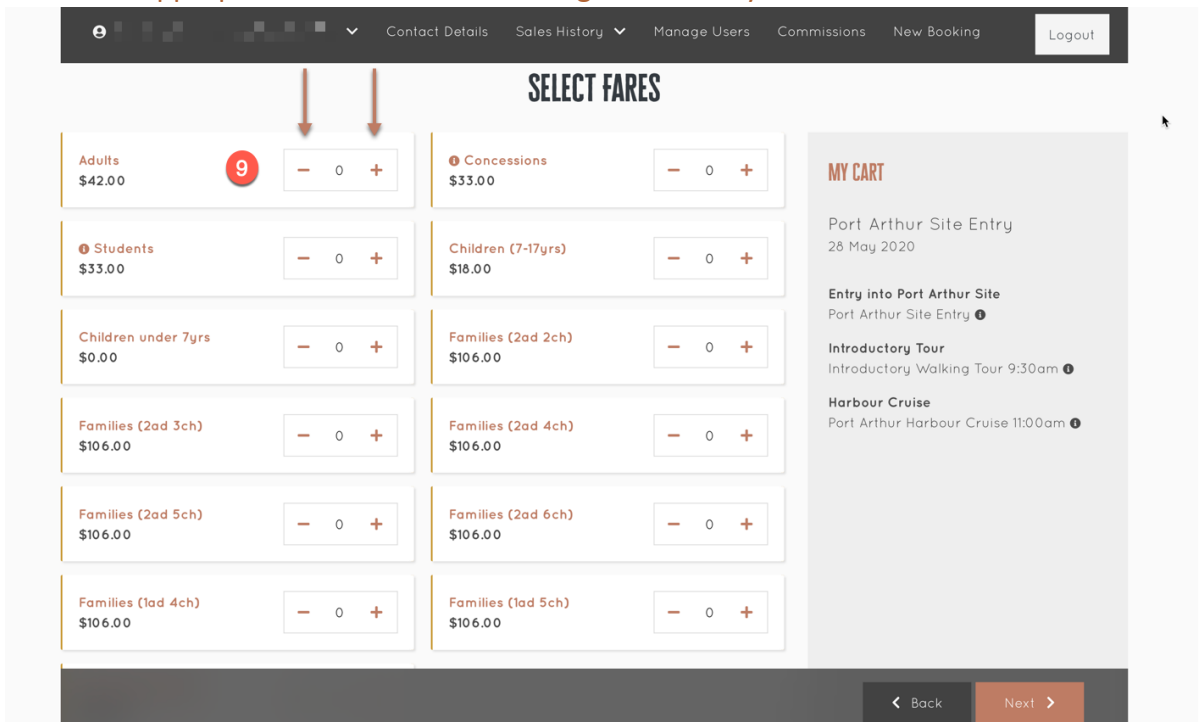 Contact Details Sales History Manage Users Commissions New Booking Logout
SELECT FARES
Adults
$42.00
9
− 0 +
Concessions
$33.00
− 0 +
Students
$33.00
− 0 +
Children (7-17yrs)
$18.00
− 0 +
Children under 7yrs
$0.00
− 0 +
Families (2ad 2ch)
$106.00
− 0 +
Families (2ad 3ch)
$106.00
− 0 +
Families (2ad 4ch)
$106.00
− 0 +
Families (2ad 5ch)
$106.00
− 0 +
Families (2ad 6ch)
$106.00
− 0 +
Families (1ad 4ch)
$106.00
− 0 +
Families (1ad 5ch)
$106.00
− 0 +
MY CART
Port Arthur Site Entry
28 May 2020
Entry into Port Arthur Site
Port Arthur Site Entry
Introductory Tour
Introductory Walking Tour 9:30am
Harbour Cruise
Port Arthur Harbour Cruise 11:00am
Back Next